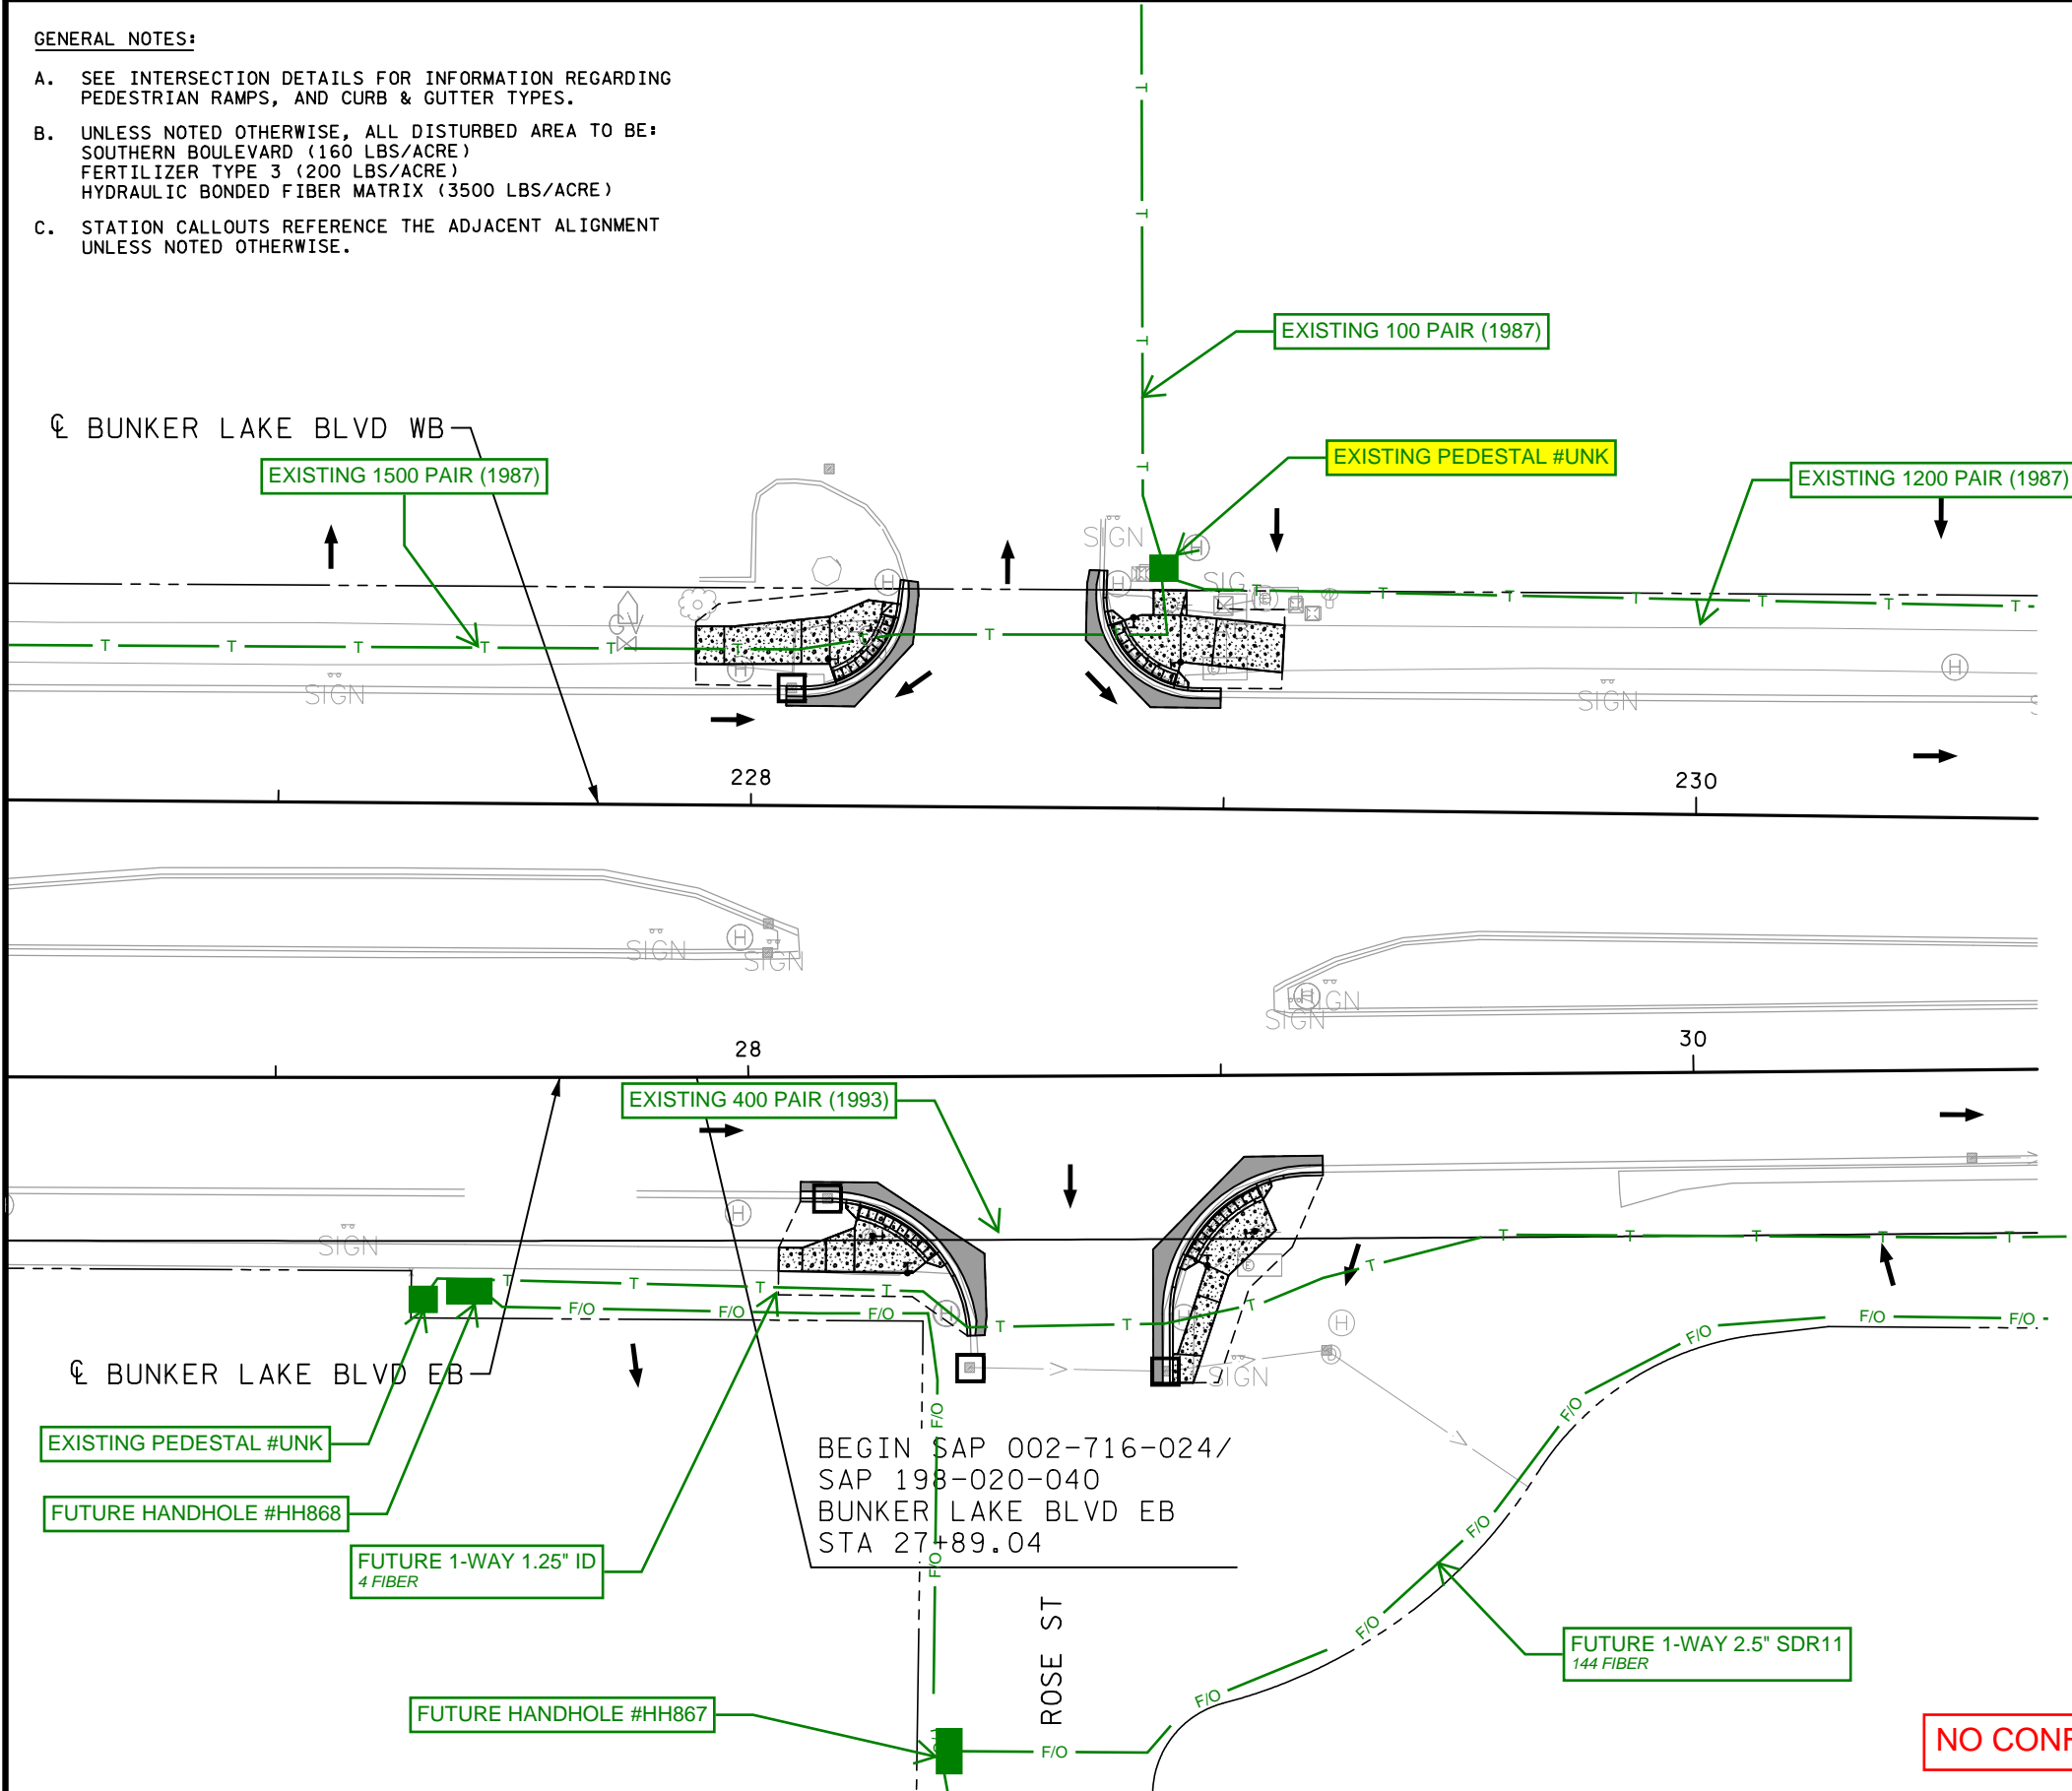 GENERAL NOTES:
A. SEE INTERSECTION DETAILS FOR INFORMATION REGARDING
PEDESTRIAN RAMPS, AND CURB & GUTTER TYPES.
B. UNLESS NOTED OTHERWISE, ALL DISTURBED AREA TO BE:
SOUTHERN BOULEVARD (160 LBS/ACRE)
FERTILIZER TYPE 3 (200 LBS/ACRE)
HYDRAULIC BONDED FIBER MATRIX (3500 LBS/ACRE)
C. STATION CALLOUTS REFERENCE THE ADJACENT ALIGNMENT
UNLESS NOTED OTHERWISE.
T
T
T
T
EXISTING 100 PAIR (1987)
℄ BUNKER LAKE BLVD WB
EXISTING 1500 PAIR (1987)
EXISTING PEDESTAL #UNK
EXISTING 1200 PAIR (1987)
SIGN
H
H
H
SIG
E
GV
T T T T T T T T
T T T T T T T
H
H
SIGN
SIGN
228
230
SIGN
H
SIGN
H
SIGN
SIGN
28
30
EXISTING 400 PAIR (1993)
H
SIGN
T T T T T
T T T T T
E
T T
T T
F/O F/O F/O
H
H
H
F/O F/O
F/O
D
SIGN
℄ BUNKER LAKE BLVD EB
F/O
F/O
EXISTING PEDESTAL #UNK
BEGIN SAP 002-716-024/
SAP 198-020-040
BUNKER LAKE BLVD EB
STA 27+89.04
FUTURE HANDHOLE #HH868
F/O
FUTURE 1-WAY 1.25" ID
4 FIBER
F/O
F/O
FUTURE 1-WAY 2.5" SDR11
144 FIBER
ROSE ST
F/O
FUTURE HANDHOLE #HH867
F/O
NO CONF